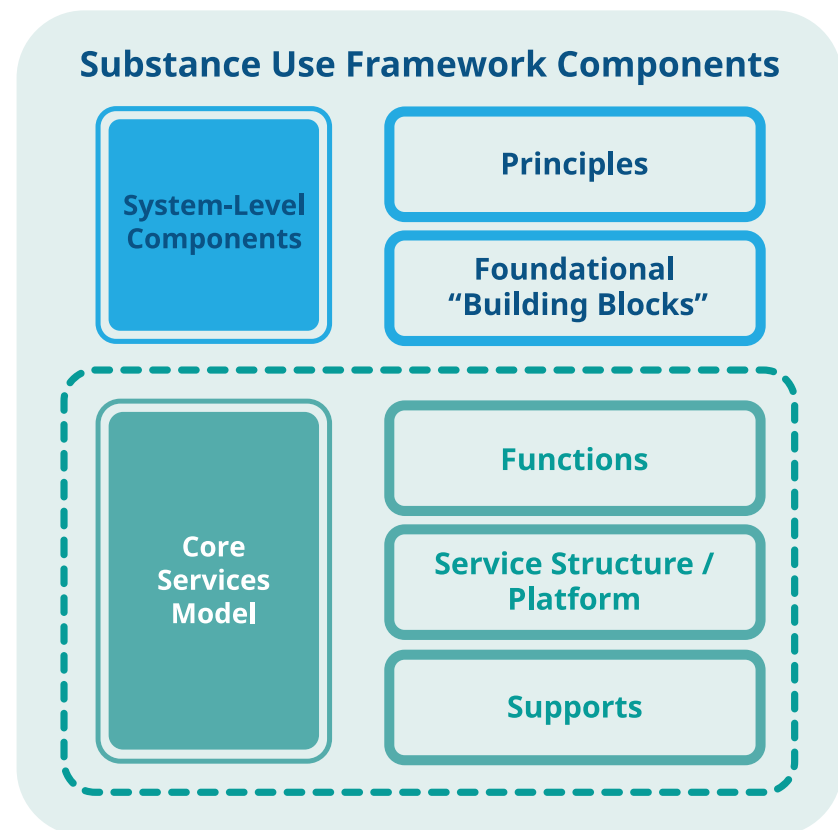 Substance Use Framework Components
System-Level
Components
Principles
Foundational
“Building Blocks”
Core
Services
Model
Functions
Service Structure /
Platform
Supports